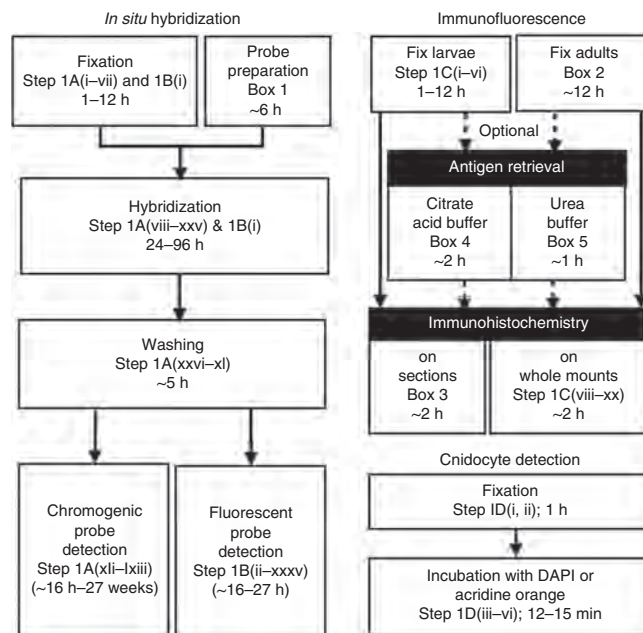 In situ hybridization
Fixation
Step 1A(i–vii) and 1B(i)
1–12 h
Probe
preparation
Box 1
~6 h
Hybridization
Step 1A(viii–xxv) & 1B(i)
24–96 h
Washing
Step 1A(xxvi–xl)
~5 h
Chromogenic
probe
detection
Step 1A(xli–lxiii)
(~16 h–27 weeks)
Fluorescent
probe
detection
Step 1B(ii–xxxv)
(~16–27 h)
Immunofluorescence
Fix larvae
Step 1C(i–vi)
1–12 h
Fix adults
Box 2
~12 h
Optional
Antigen retrieval
Citrate
acid buffer
Box 4
~2 h
Urea
buffer
Box 5
~1 h
Immunohistochemistry
on
sections
Box 3
~2 h
on
whole mounts
Step 1C(viii–xx)
~2 h
Cnidocyte detection
Fixation
Step ID(i, ii); 1 h
Incubation with DAPI or
acridine orange
Step 1D(iii–vi); 12–15 min